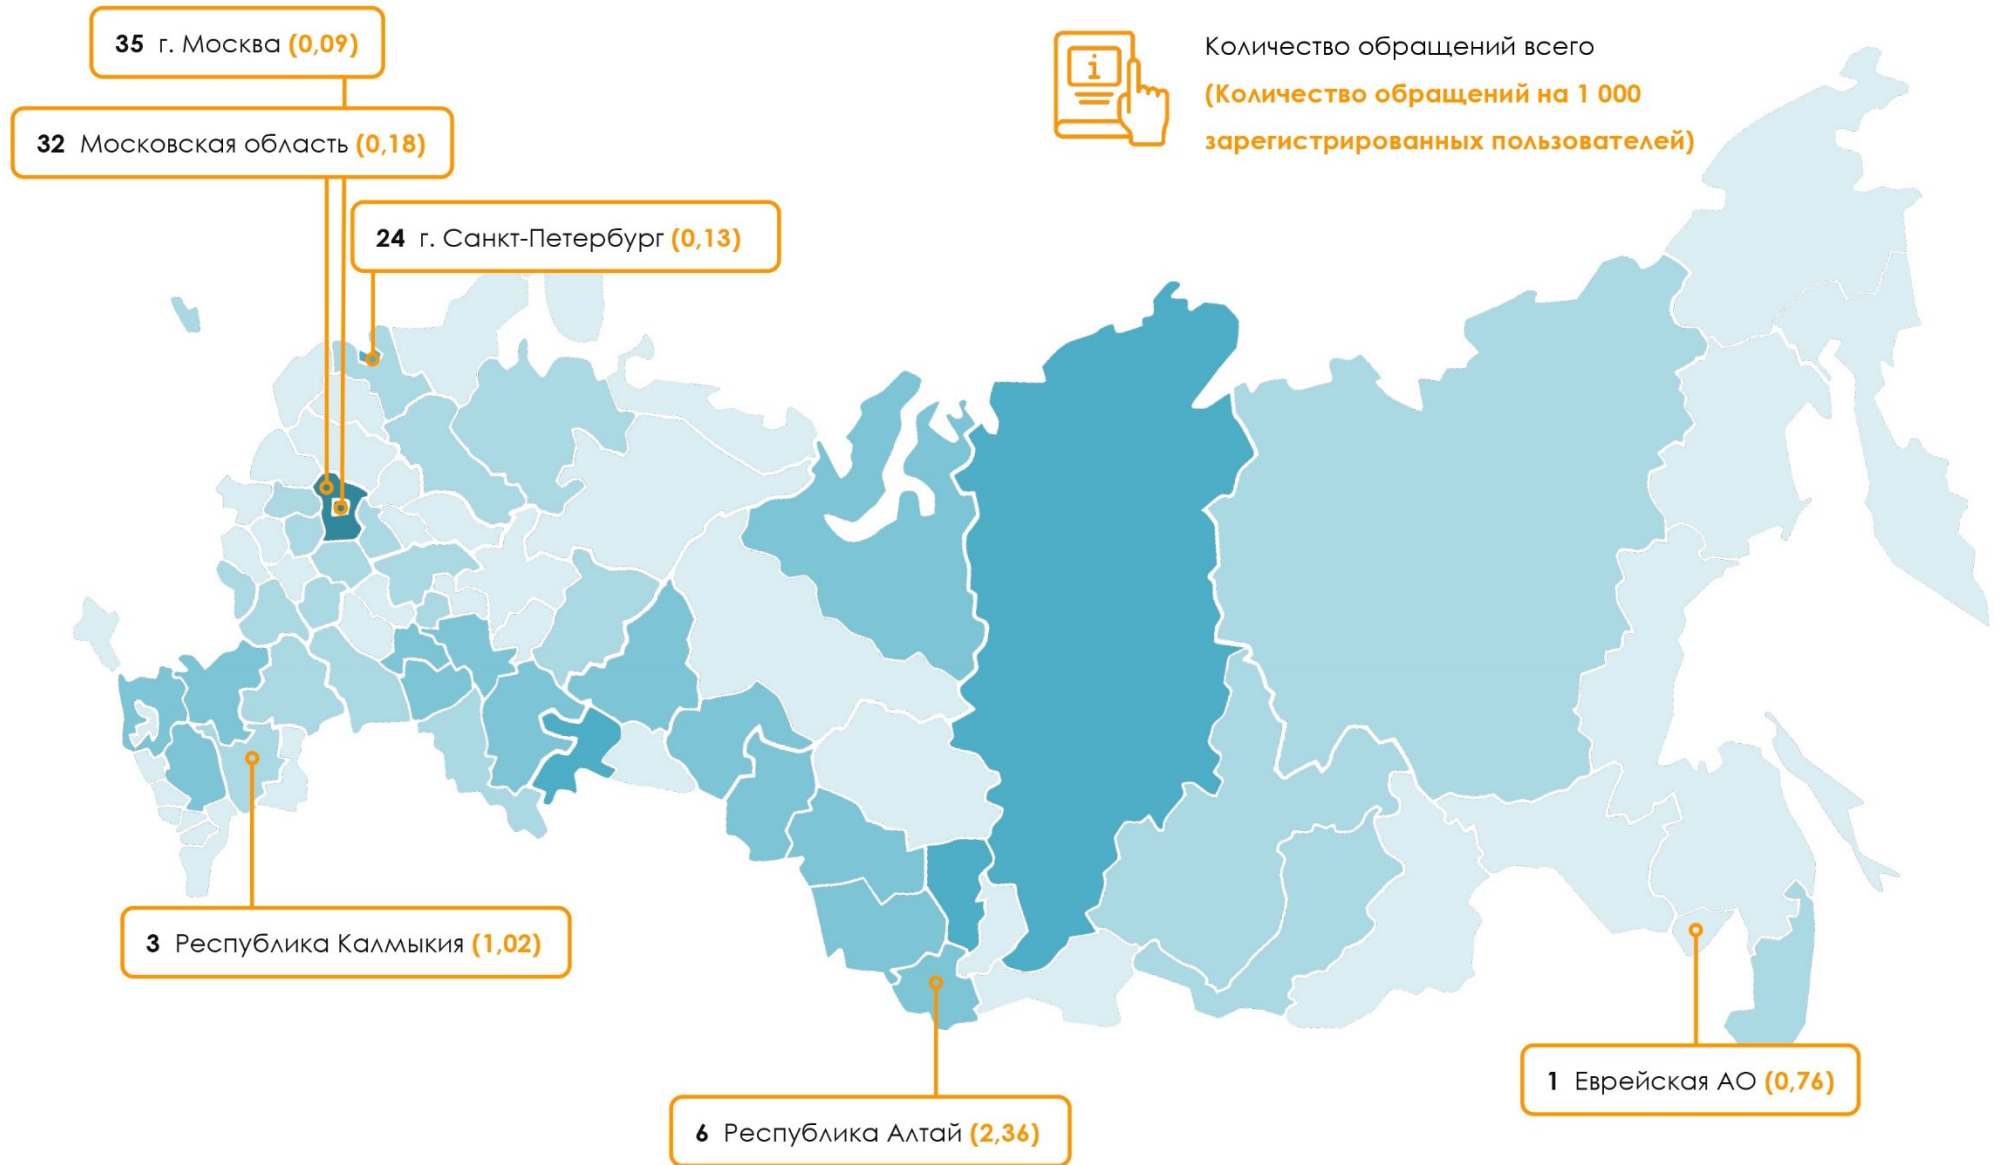 35 г. Москва (0,09)
32 Московская область (0,18)
24 г. Санкт-Петербург (0,13)
i
Количество обращений всего
(Количество обращений на 1 000
зарегистрированных пользователей)
3 Республика Калмыкия (1,02)
6 Республика Алтай (2,36)
1 Еврейская АО (0,76)